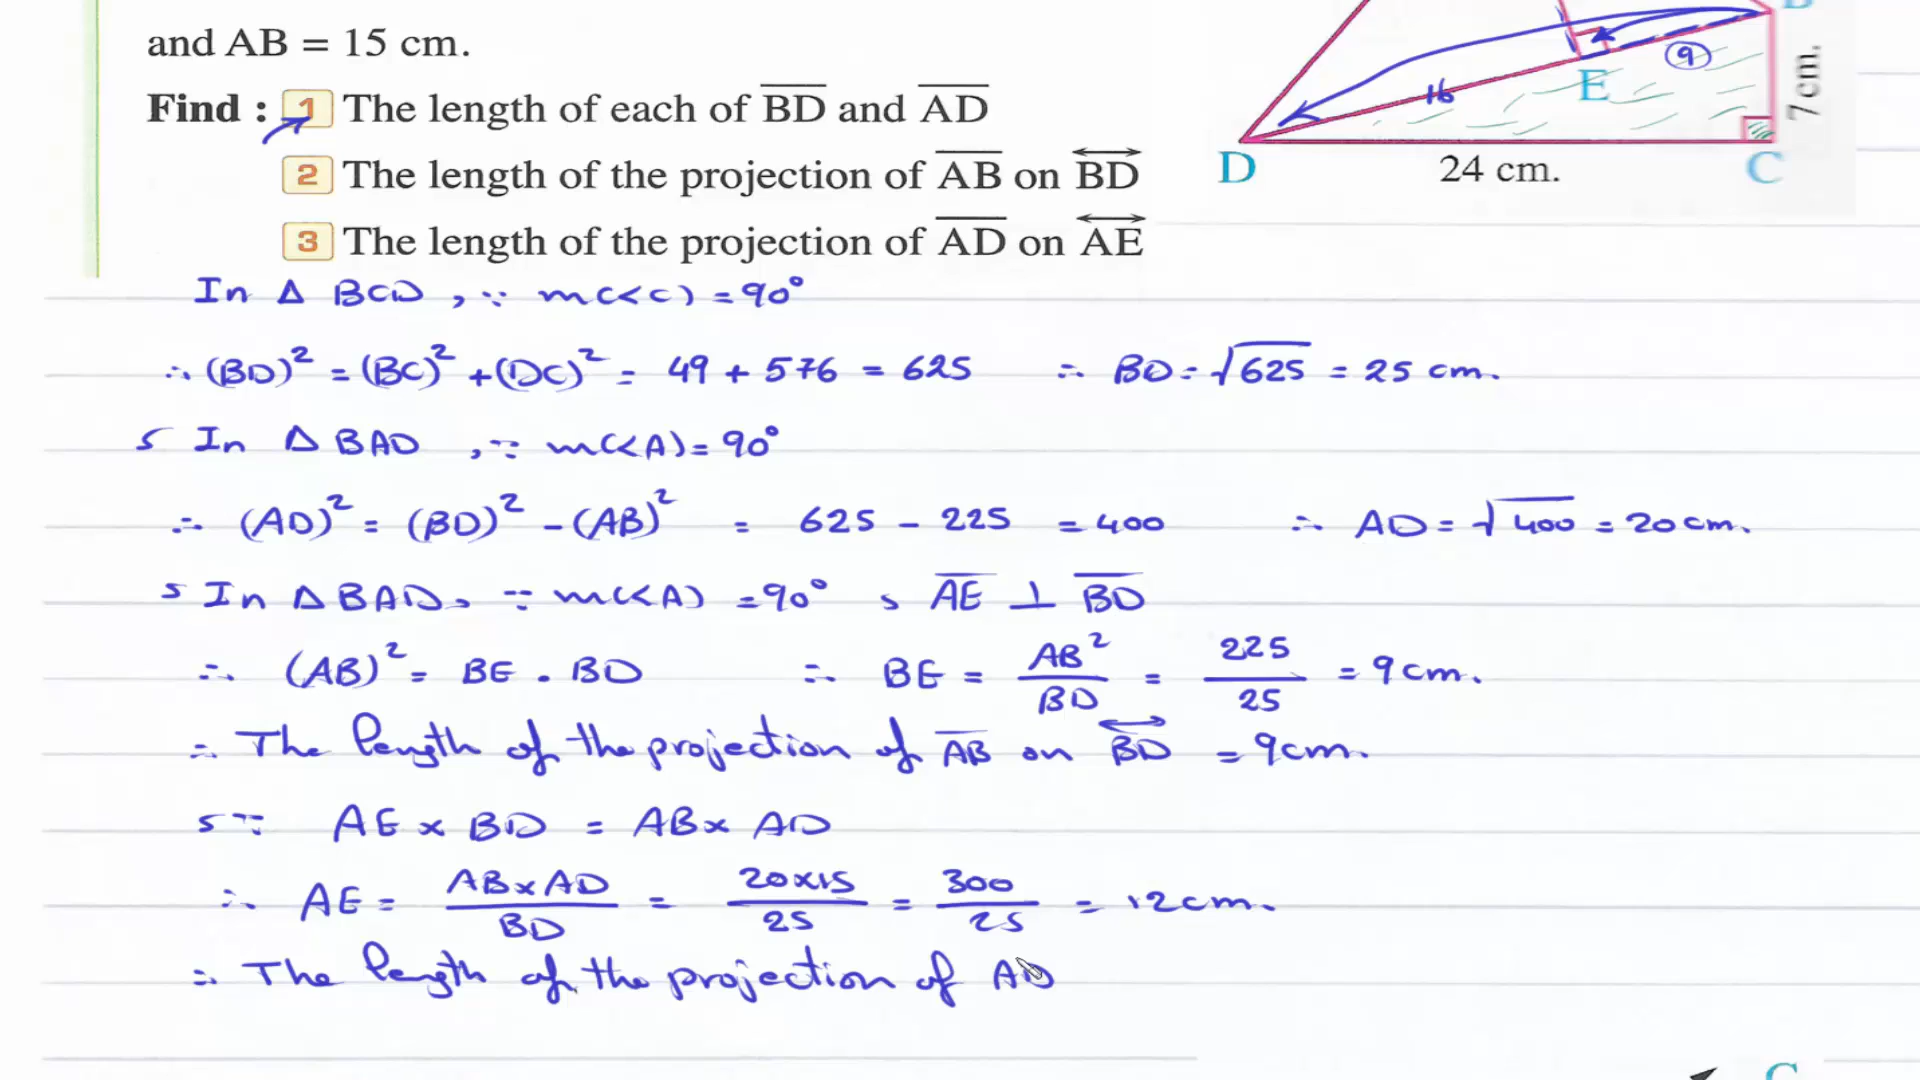 and AB = 15 cm.
Find : 1 The length of each of BD and AD
2 The length of the projection of AB on BD
3 The length of the projection of AD on AE
9
16
E
7cm.
D
24 cm.
C
In Δ BCD , ∵ m(<C) = 90°
∴ (BD)² = (BC)² + (DC)² = 49 + 576 = 625 ∴ BD = √625 = 25 cm.
, In Δ BAD , ∵ m(<A) = 90°
∴ (AD)² = (BD)² - (AB)² = 625 - 225 = 400 ∴ AD = √400 = 20 cm.
, In Δ BAD, ∵ m(<A) = 90° , AE ⊥ BD
∴ (AB)² = BE . BD ∴ BE = AB²/BD = 225/25 = 9 cm.
∴ The length of the projection of AB on BD = 9 cm.
, ∵ AE x BD = AB x AD
∴ AE = AB x AD/BD = 20 x 15/25 = 300/25 = 12 cm.
∴ The length of the projection of AD